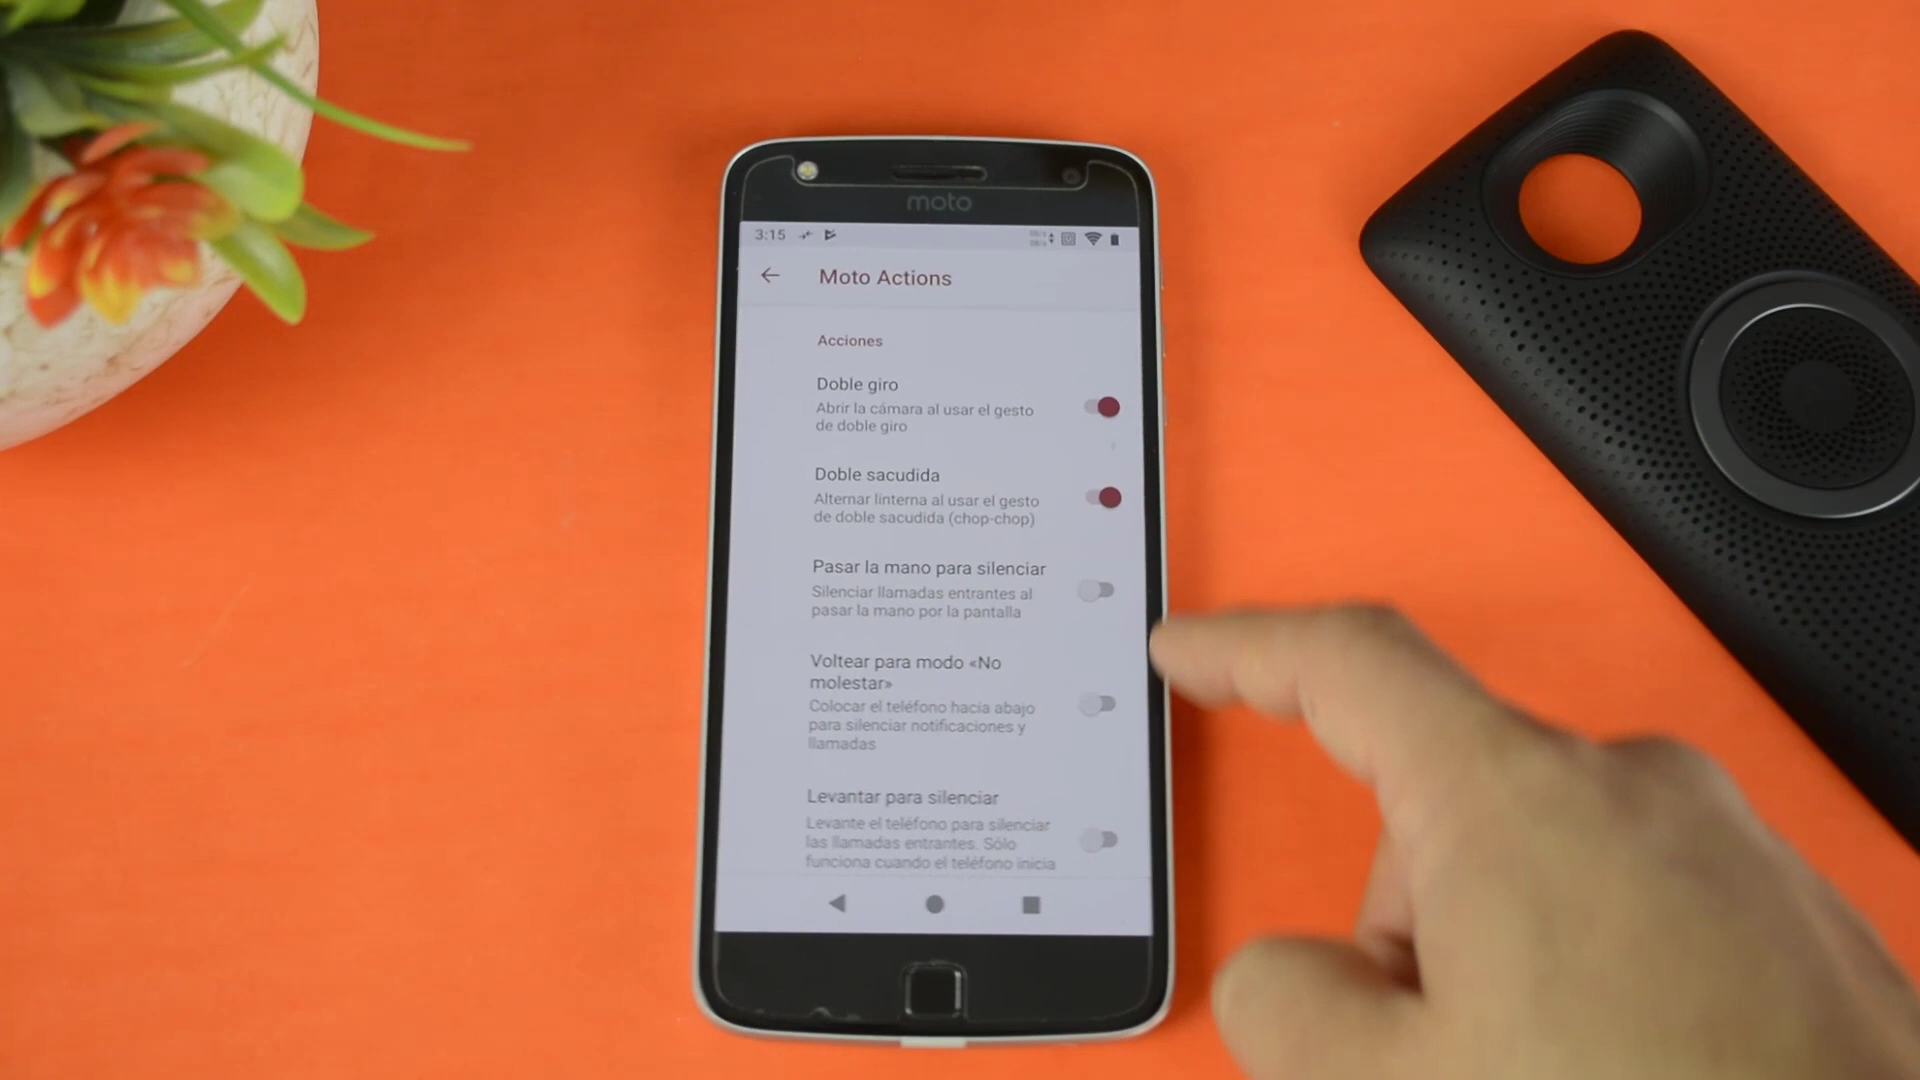 moto
3:15
Moto Actions
Acciones
Doble giro
Abrir la cámara al usar el gesto
de doble giro
Doble sacudida
Alternar linterna al usar el gesto
de doble sacudida (chop-chop)
Pasar la mano para silenciar
Silenciar llamadas entrantes al
pasar la mano por la pantalla
Voltear para modo «No
molestar»
Colocar el teléfono hacia abajo
para silenciar notificaciones y
llamadas
Levantar para silenciar
Levante el teléfono para silenciar
las llamadas entrantes. Sólo
funciona cuando el teléfono inicia